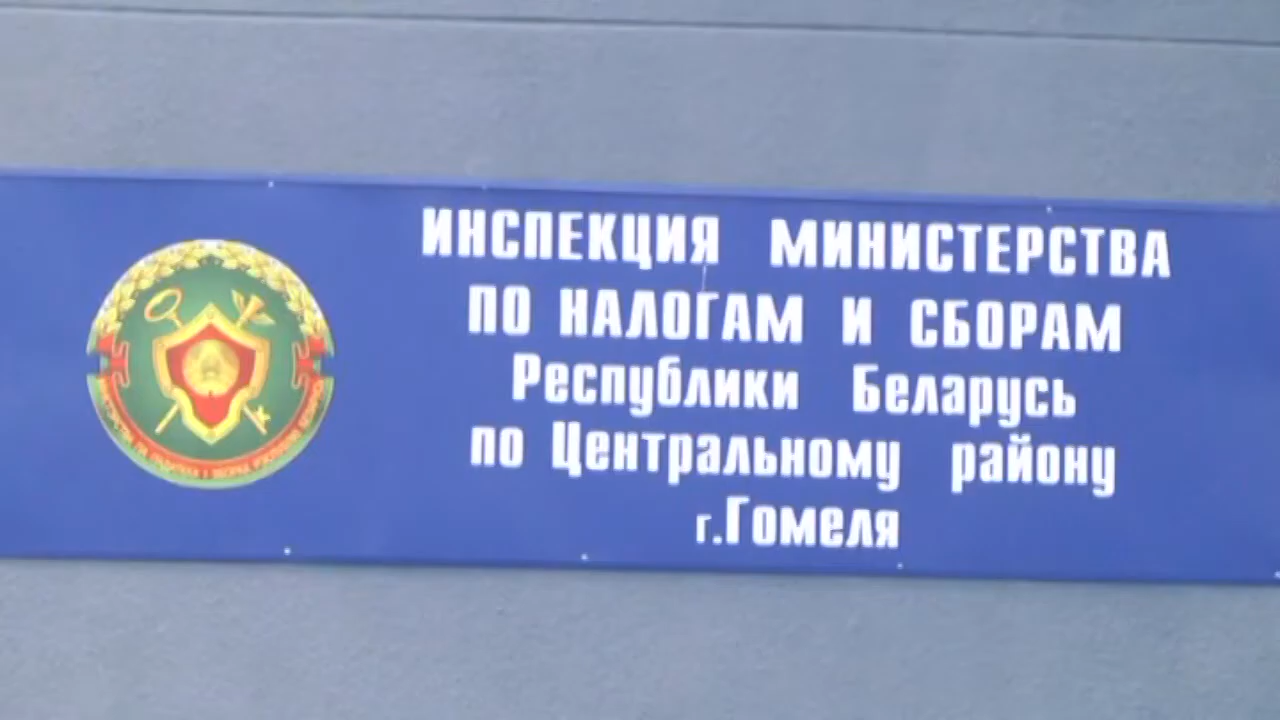 ИНСПЕКЦИЯ МИНИСТЕРСТВА
ПО НАЛОГАМ И СБОРАМ
Республики Беларусь
по Центральному району
г.Гомеля